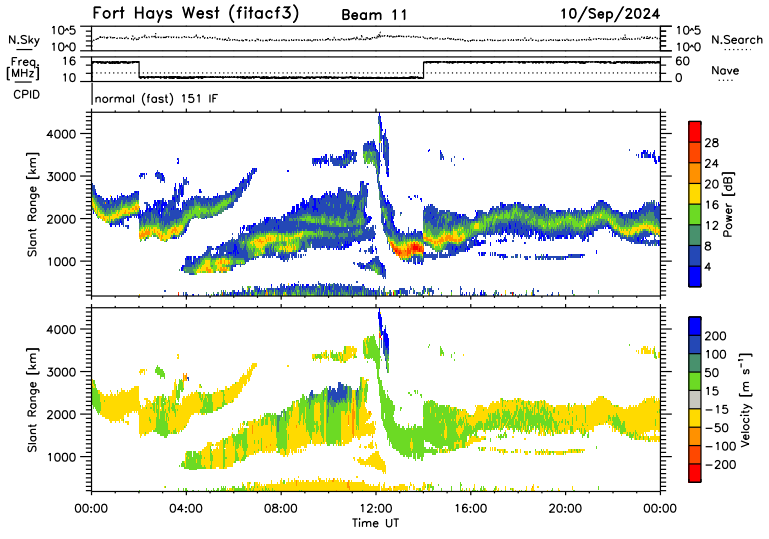 Fort Hays West (fitacf3) Beam 11 10/Sep/2024
N.Sky 10^5 10^0 10^5 10^0 N.Search
Freq. [MHz] 16 10 60 0 Nave
CPID normal (fast) 151 IF
Slant Range [km] 4000 3000 2000 1000
28 24 20 16 12 8 4 Power [dB]
Slant Range [km] 4000 3000 2000 1000
200 100 50 15 −15 −50 −100 −200 Velocity [m s⁻¹]
00:00 04:00 08:00 12:00 16:00 20:00 00:00
Time UT